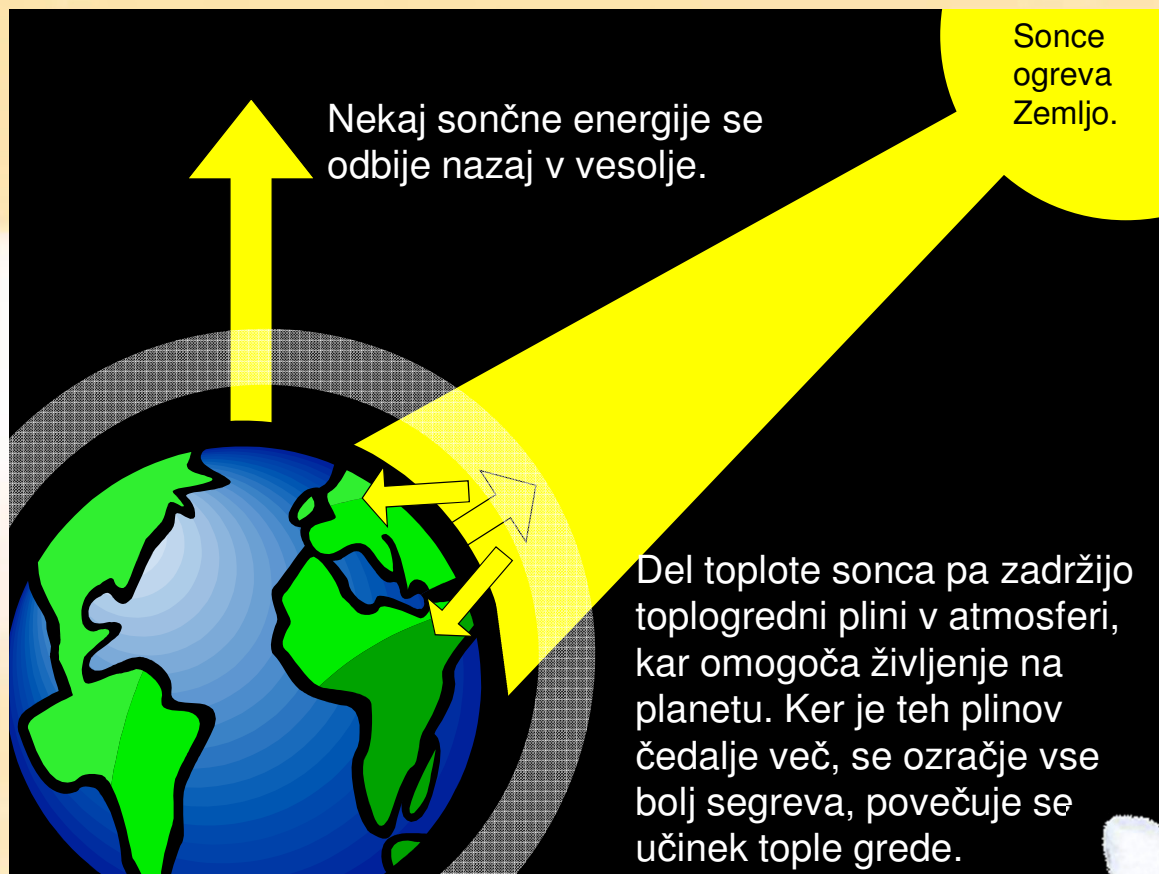 Sonce
ogreva
Zemljo.
Nekaj sončne energije se
odbije nazaj v vesolje.
Del toplote sonca pa zadržijo
toplogredni plini v atmosferi,
kar omogoča življenje na
planetu. Ker je teh plinov
čedalje več, se ozračje vse
bolj segreva, povečuje se
učinek tople grede.